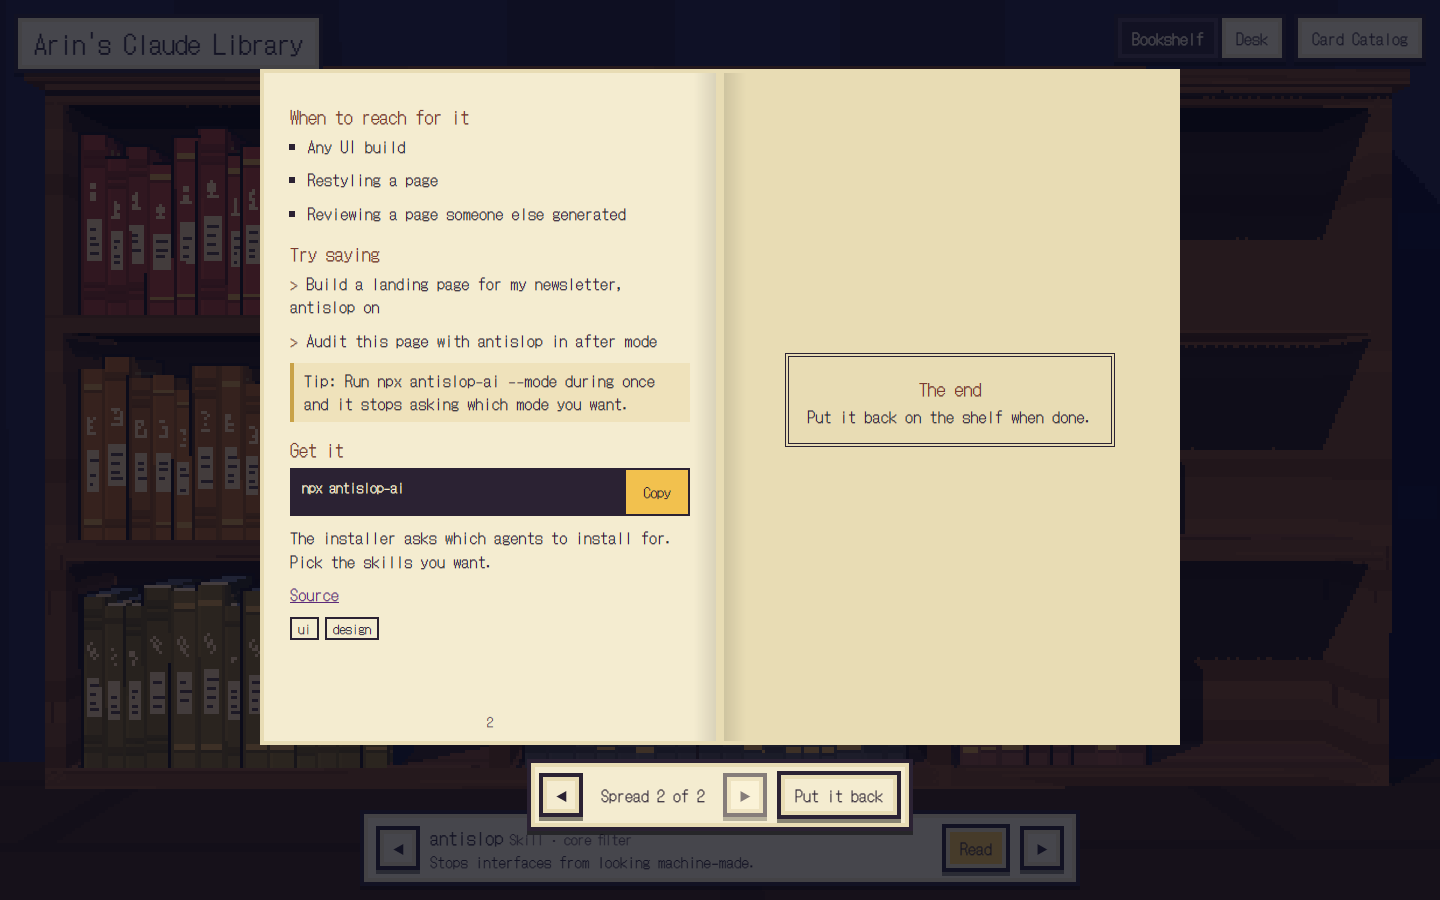 Arin's Claude Library
Bookshelf
Desk
Card Catalog
When to reach for it
Any UI build
Restyling a page
Reviewing a page someone else generated
Try saying
> Build a landing page for my newsletter,
antislop on
> Audit this page with antislop in after mode
Tip: Run npx antislop-ai --mode during once
and it stops asking which mode you want.
Get it
npx antislop-ai
Copy
The installer asks which agents to install for.
Pick the skills you want.
Source
ui
design
2
The end
Put it back on the shelf when done.
◄
Spread 2 of 2
►
Put it back
◄
antislop Skill · core filter
Stops interfaces from looking machine-made.
Read
►